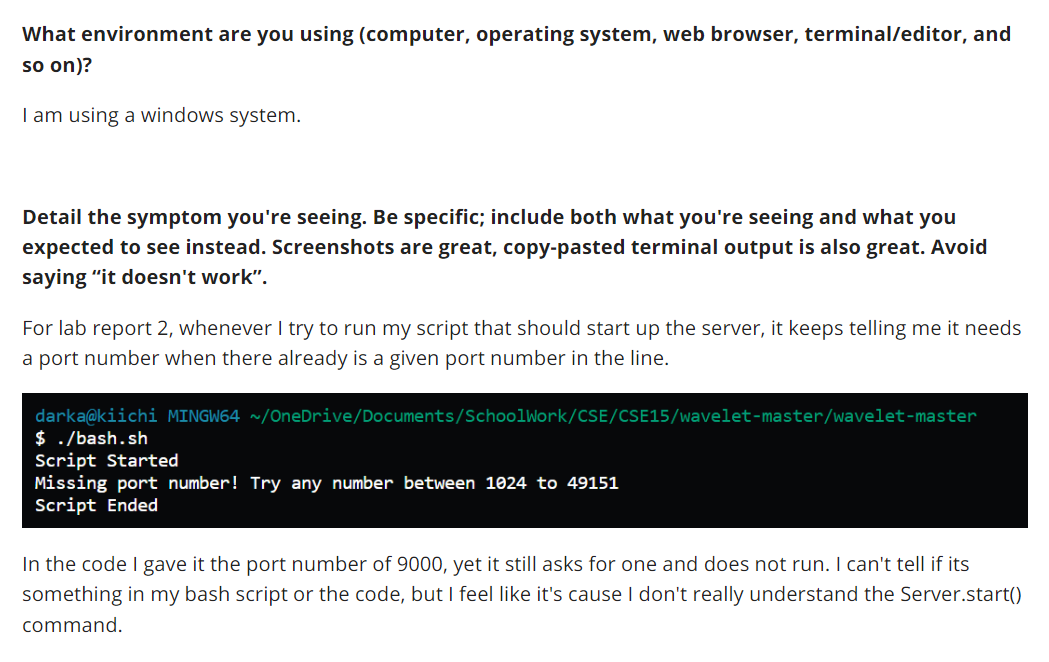 What environment are you using (computer, operating system, web browser, terminal/editor, and
so on)?
I am using a windows system.
Detail the symptom you're seeing. Be specific; include both what you're seeing and what you
expected to see instead. Screenshots are great, copy-pasted terminal output is also great. Avoid
saying “it doesn't work”.
For lab report 2, whenever I try to run my script that should start up the server, it keeps telling me it needs
a port number when there already is a given port number in the line.
darka@kiichi MINGW64 ~/OneDrive/Documents/SchoolWork/CSE/CSE15/wavelet-master/wavelet-master
$ ./bash.sh
Script Started
Missing port number! Try any number between 1024 to 49151
Script Ended
In the code I gave it the port number of 9000, yet it still asks for one and does not run. I can't tell if its
something in my bash script or the code, but I feel like it's cause I don't really understand the Server.start()
command.